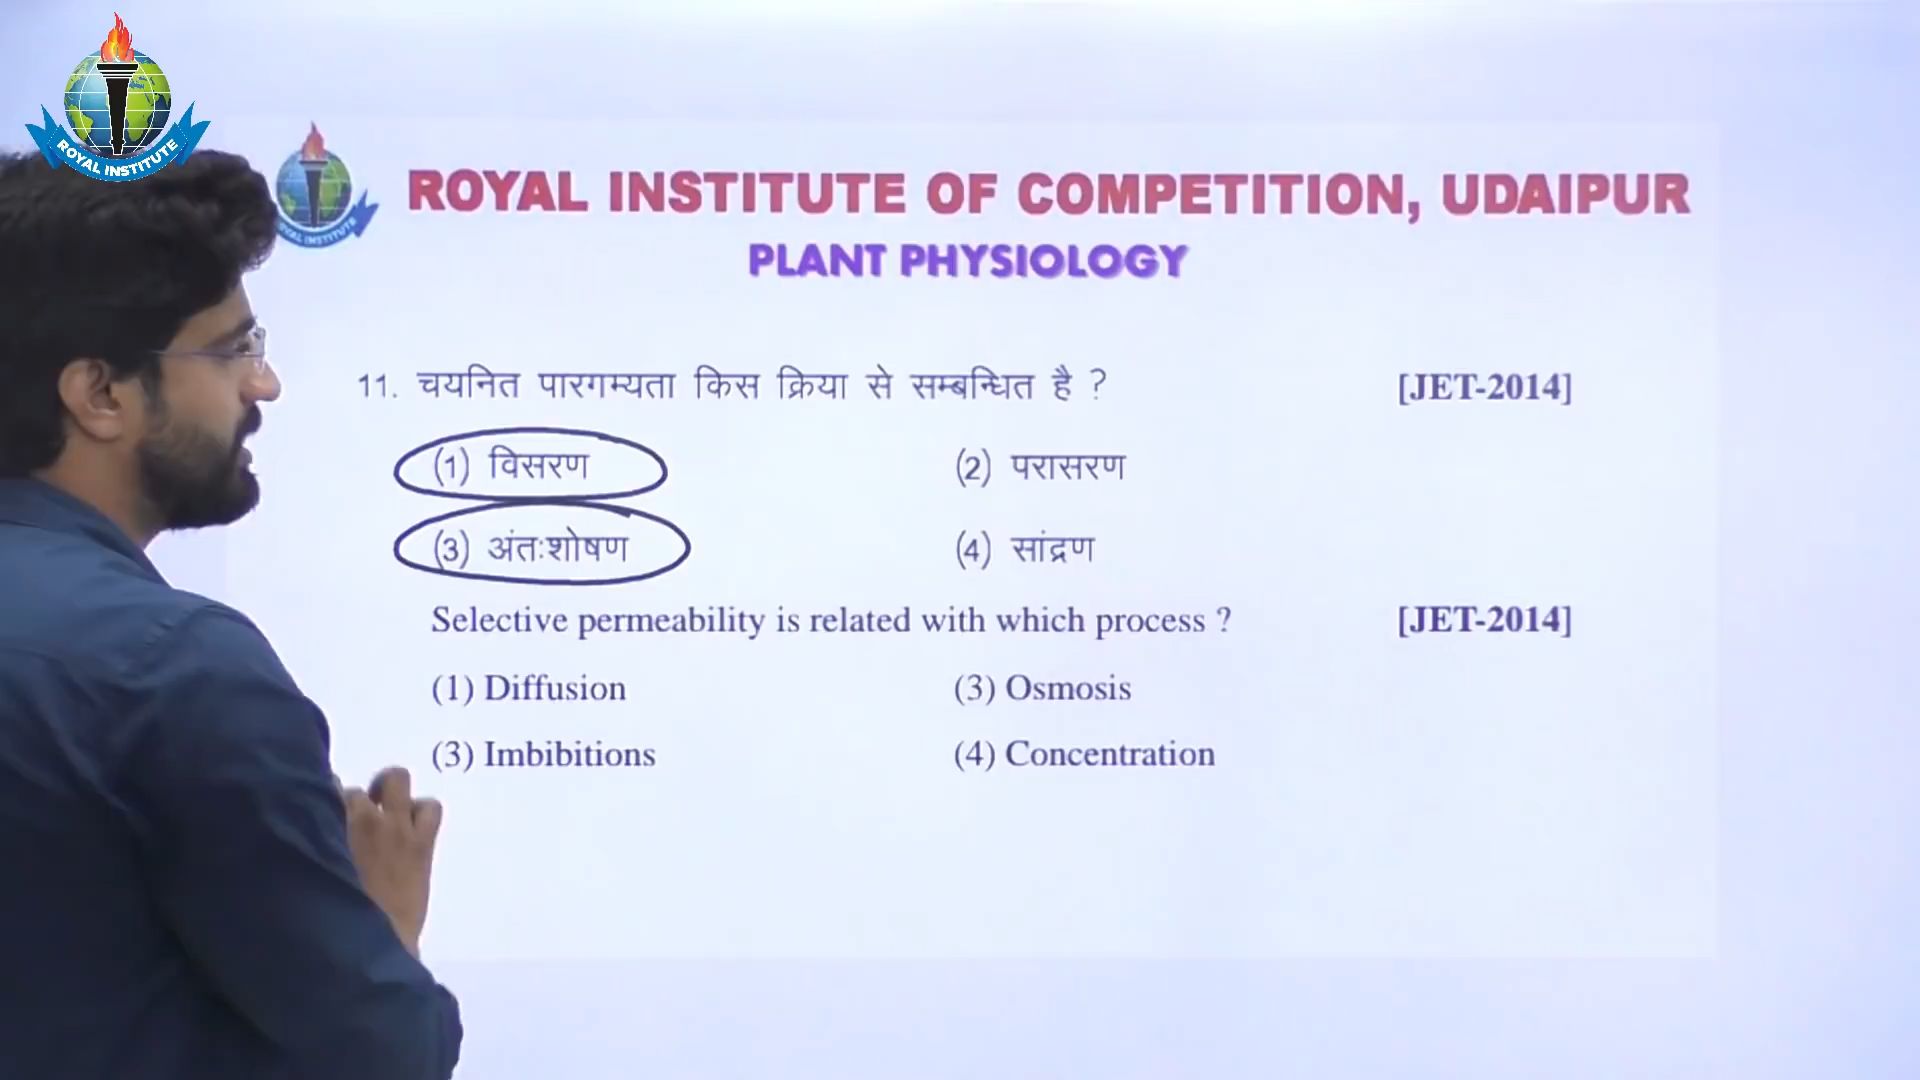 ROYAL INSTITUTE
ROYAL INSTITUTE OF COMPETITION, UDAIPUR
PLANT PHYSIOLOGY
11. चयनित पारगम्यता किस क्रिया से सम्बन्धित है ? [JET-2014]
(1) विसरण (2) परासरण
(3) अंतःशोषण (4) सांद्रण
Selective permeability is related with which process ? [JET-2014]
(1) Diffusion (3) Osmosis
(3) Imbibitions (4) Concentration